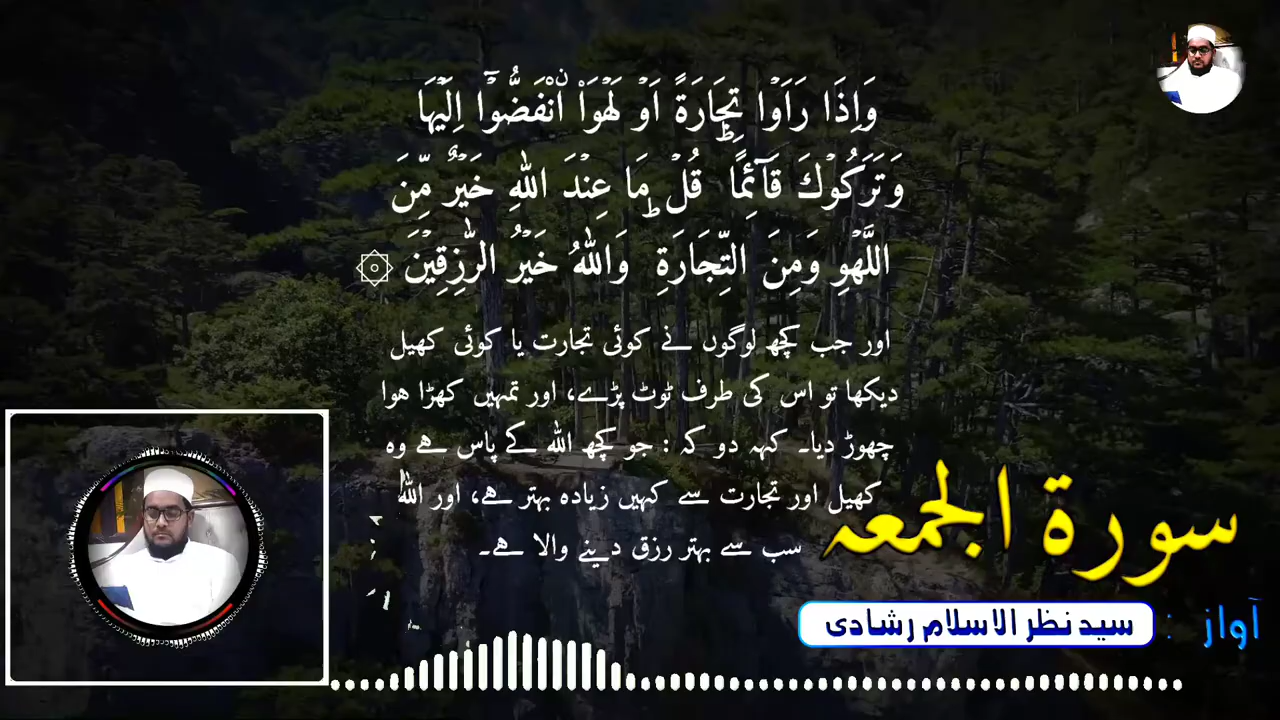 وَاِذَا رَاَوْا تِجَارَةً اَوْ لَهْوَاۨ انْفَضُّوْٓا اِلَيْهَا
وَتَرَكُوْكَ قَآئِمًاؕ قُلْ مَا عِنْدَ اللّٰهِ خَيْرٌ مِّنَ
اللَّهْوِ وَمِنَ التِّجَارَةِؕ وَاللّٰهُ خَيْرُ الرّٰزِقِيْنَ ۞
اور جب کچھ لوگوں نے کوئی تجارت یا کوئی کھیل
دیکھا تو اس کی طرف ٹوٹ پڑے، اور تمہیں کھڑا ہوا
چھوڑ دیا۔ کہہ دو کہ : جو کچھ اللہ کے پاس ہے وہ
کھیل اور تجارت سے کہیں زیادہ بہتر ہے، اور اللہ
سب سے بہتر رزق دینے والا ہے۔
سورۃ الجمعہ
آواز : سید نظر الاسلام رشادی